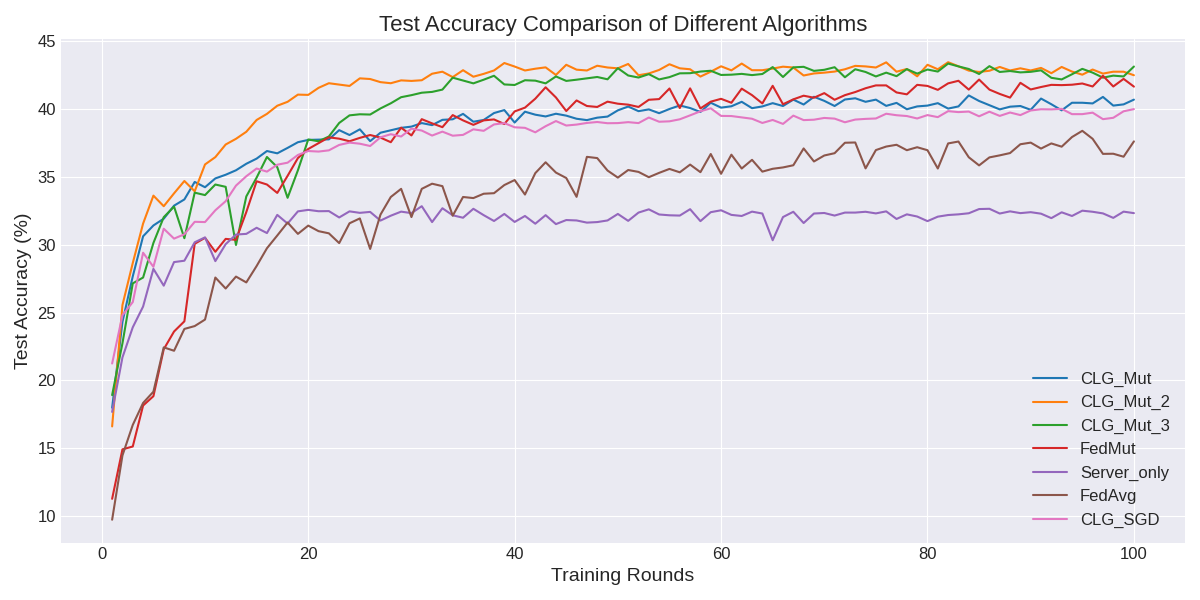 Test Accuracy Comparison of Different Algorithms
Test Accuracy (%)
45
40
35
30
25
20
15
10
0
20
40
60
80
100
Training Rounds
CLG_Mut
CLG_Mut_2
CLG_Mut_3
FedMut
Server_only
FedAvg
CLG_SGD